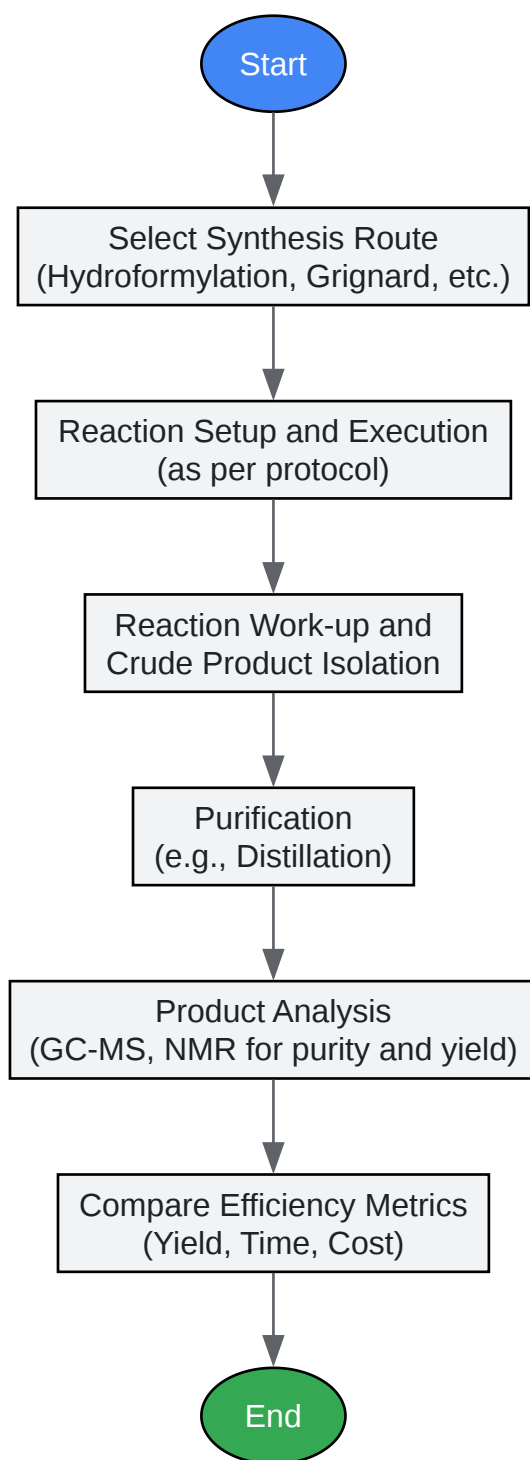 Start
Select Synthesis Route
(Hydroformylation, Grignard, etc.)
Reaction Setup and Execution
(as per protocol)
Reaction Work-up and
Crude Product Isolation
Purification
(e.g., Distillation)
Product Analysis
(GC-MS, NMR for purity and yield)
Compare Efficiency Metrics
(Yield, Time, Cost)
End